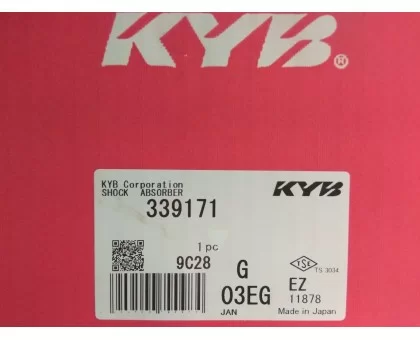 KYB®
KYB Corporation
SHOCK ABSORBER
KYB
339171
1 pc
9C28
G
TSE
TS 3034
03EG
EZ
11878
JAN
Made in Japan